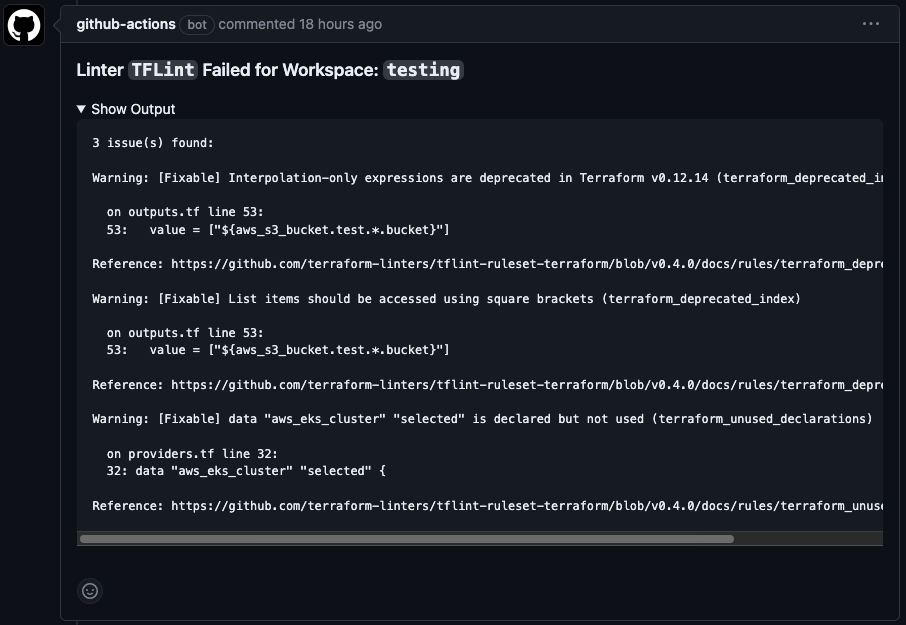 github-actions bot commented 18 hours ago
Linter TFLint Failed for Workspace: testing
Show Output
3 issue(s) found:
Warning: [Fixable] Interpolation-only expressions are deprecated in Terraform v0.12.14 (terraform_deprecated_in
on outputs.tf line 53:
53:   value = ["${aws_s3_bucket.test.*.bucket}"]
Reference: https://github.com/terraform-linters/tflint-ruleset-terraform/blob/v0.4.0/docs/rules/terraform_depre
Warning: [Fixable] List items should be accessed using square brackets (terraform_deprecated_index)
on outputs.tf line 53:
53:   value = ["${aws_s3_bucket.test.*.bucket}"]
Reference: https://github.com/terraform-linters/tflint-ruleset-terraform/blob/v0.4.0/docs/rules/terraform_depre
Warning: [Fixable] data "aws_eks_cluster" "selected" is declared but not used (terraform_unused_declarations)
on providers.tf line 32:
32: data "aws_eks_cluster" "selected" {
Reference: https://github.com/terraform-linters/tflint-ruleset-terraform/blob/v0.4.0/docs/rules/terraform_unuse